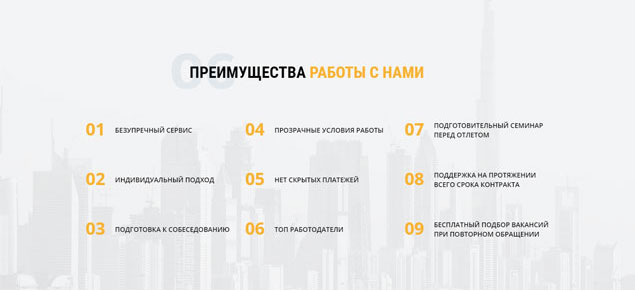 06
ПРЕИМУЩЕСТВА РАБОТЫ С НАМИ
01 БЕЗУПРЕЧНЫЙ СЕРВИС
02 ИНДИВИДУАЛЬНЫЙ ПОДХОД
03 ПОДГОТОВКА К СОБЕСЕДОВАНИЮ
04 ПРОЗРАЧНЫЕ УСЛОВИЯ РАБОТЫ
05 НЕТ СКРЫТЫХ ПЛАТЕЖЕЙ
06 ТОП РАБОТОДАТЕЛИ
07 ПОДГОТОВИТЕЛЬНЫЙ СЕМИНАР
ПЕРЕД ОТЛЕТОМ
08 ПОДДЕРЖКА НА ПРОТЯЖЕНИИ
ВСЕГО СРОКА КОНТРАКТА
09 БЕСПЛАТНЫЙ ПОДБОР ВАКАНСИЙ
ПРИ ПОВТОРНОМ ОБРАЩЕНИИ